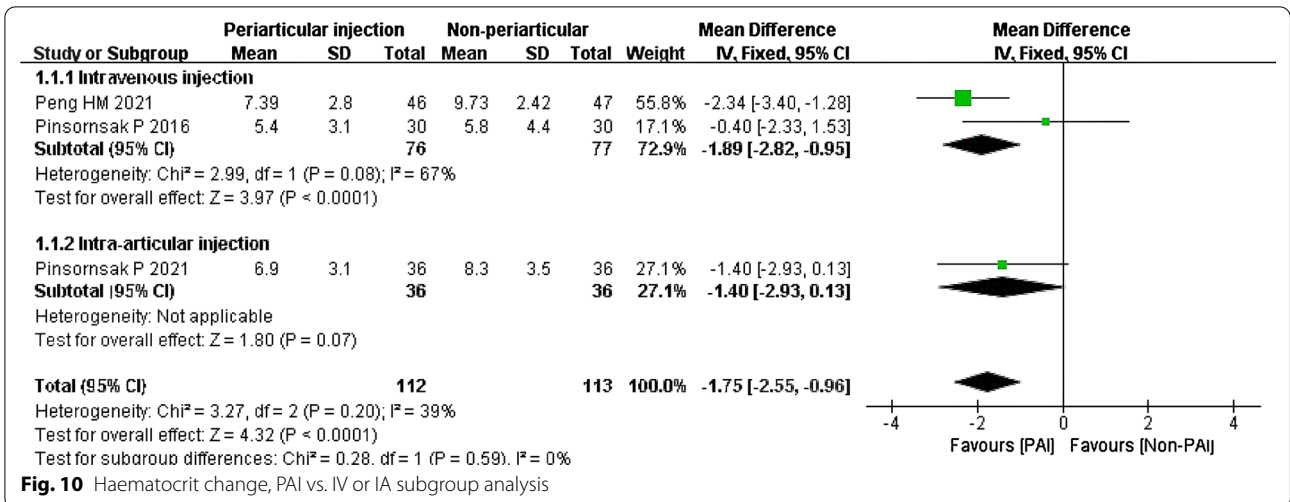 Periarticular injection Non-periarticular Mean Difference Mean Difference
Study or Subgroup Mean SD Total Mean SD Total Weight IV, Fixed, 95% CI IV, Fixed, 95% CI
1.1.1 Intravenous injection
Peng HM 2021 7.39 2.8 46 9.73 2.42 47 55.8% -2.34 [-3.40, -1.28]
Pinsornsak P 2016 5.4 3.1 30 5.8 4.4 30 17.1% -0.40 [-2.33, 1.53]
Subtotal (95% CI) 76 77 72.9% -1.89 [-2.82, -0.95]
Heterogeneity: Chi² = 2.99, df = 1 (P = 0.08); I² = 67%
Test for overall effect: Z = 3.97 (P < 0.0001)
1.1.2 Intra-articular injection
Pinsornsak P 2021 6.9 3.1 36 8.3 3.5 36 27.1% -1.40 [-2.93, 0.13]
Subtotal (95% CI) 36 36 27.1% -1.40 [-2.93, 0.13]
Heterogeneity: Not applicable
Test for overall effect: Z = 1.80 (P = 0.07)
Total (95% CI) 112 113 100.0% -1.75 [-2.55, -0.96]
Heterogeneity: Chi² = 3.27, df = 2 (P = 0.20); I² = 39%
Test for overall effect: Z = 4.32 (P < 0.0001)
Test for subgroup differences: Chi² = 0.28, df = 1 (P = 0.59), I² = 0%
-4 -2 0 2 4
Favours [PAI] Favours [Non-PAI]
Fig. 10 Haematocrit change, PAI vs. IV or IA subgroup analysis